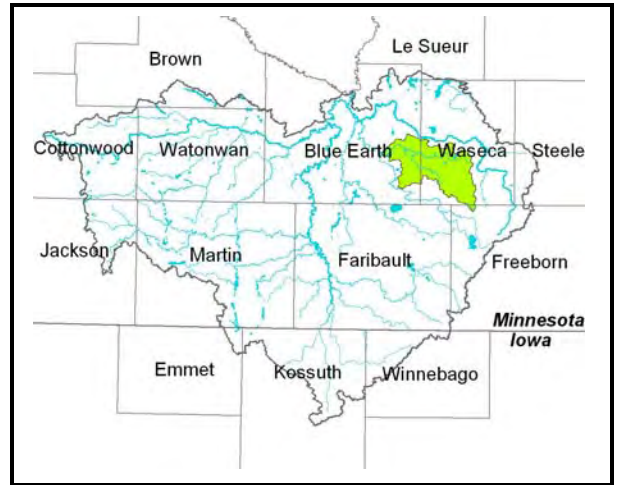 Le Sueur
Brown
Cottonwood
Watonwan
Blue Earth
Waseca
Steele
Jackson
Martin
Faribault
Freeborn
Minnesota
Iowa
Emmet
Kossuth
Winnebago